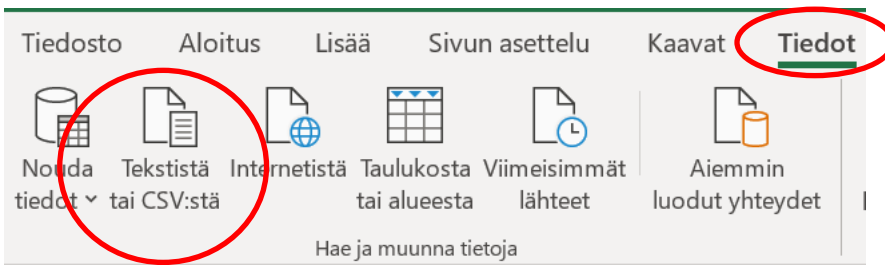 Tiedosto Aloitus Lisää Sivun asettelu Kaavat Tiedot
Nouda Tekstistä Internetistä Taulukosta Viimeisimmät Aiemmin
tiedot tai CSV:stä tai alueesta lähteet luodut yhteydet
Hae ja muunna tietoja